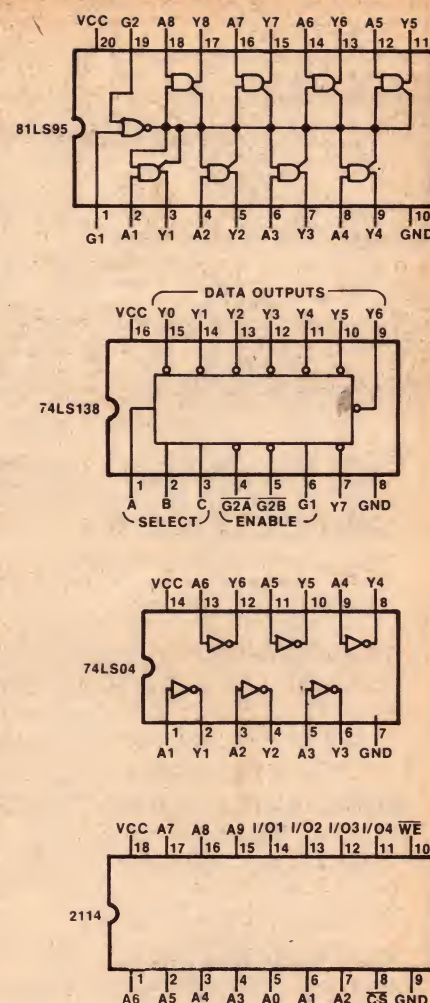 VCC G2 A8 Y8 A7 Y7 A6 Y6 A5 Y5
20 19 18 17 16 15 14 13 12 11
81LS95
1 2 3 4 5 6 7 8 9 10
G1 A1 Y1 A2 Y2 A3 Y3 A4 Y4 GND
DATA OUTPUTS
VCC Y0 Y1 Y2 Y3 Y4 Y5 Y6
16 15 14 13 12 11 10 9
74LS138
1 2 3 4 5 6 7 8
A B C G2A G2B G1 Y7 GND
SELECT ENABLE
VCC A6 Y6 A5 Y5 A4 Y4
14 13 12 11 10 9 8
74LS04
1 2 3 4 5 6 7
A1 Y1 A2 Y2 A3 Y3 GND
VCC A7 A8 A9 I/O1 I/O2 I/O3 I/O4 WE
18 17 16 15 14 13 12 11 10
2114
1 2 3 4 5 6 7 8 9
A6 A5 A4 A3 A0 A1 A2 CS GND